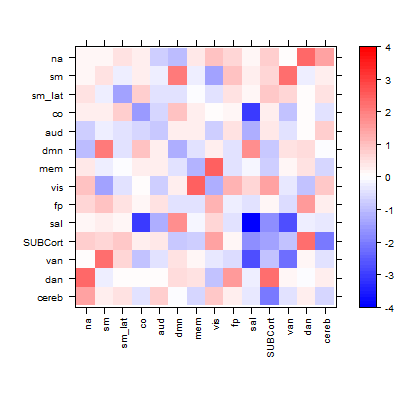 na
sm
sm_lat
co
aud
dmn
mem
vis
fp
sal
SUBCort
van
dan
cereb
na
sm
sm_lat
co
aud
dmn
mem
vis
fp
sal
SUBCort
van
dan
cereb
4
3
2
1
0
-1
-2
-3
-4